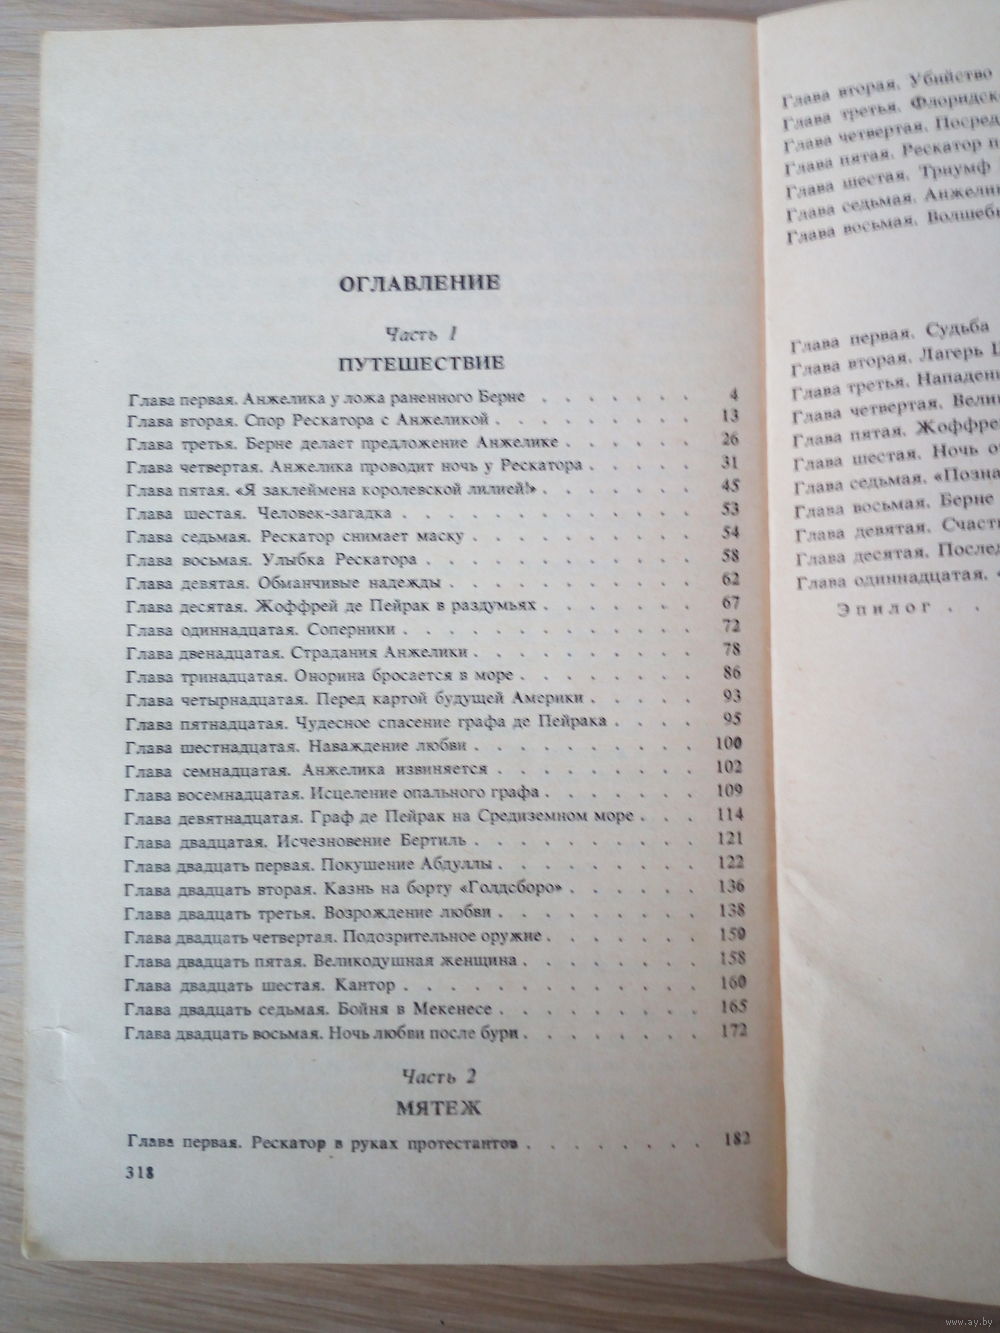 ОГЛАВЛЕНИЕ
Часть 1
ПУТЕШЕСТВИЕ
Глава первая. Анжелика у ложа раненного Берне . . . . . . . 4
Глава вторая. Спор Рескатора с Анжеликой . . . . . . . . . 13
Глава третья. Берне делает предложение Анжелике . . . . . . 26
Глава четвертая. Анжелика проводит ночь у Рескатора . . . . . 31
Глава пятая. «Я заклеймена королевской лилией!» . . . . . . . 45
Глава шестая. Человек-загадка . . . . . . . . . . . . . 53
Глава седьмая. Рескатор снимает маску . . . . . . . . . . 54
Глава восьмая. Улыбка Рескатора . . . . . . . . . . . . 58
Глава девятая. Обманчивые надежды . . . . . . . . . . . 62
Глава десятая. Жоффрей де Пейрак в раздумьях . . . . . . . 67
Глава одиннадцатая. Соперники . . . . . . . . . . . . . 72
Глава двенадцатая. Страдания Анжелики . . . . . . . . . . 78
Глава тринадцатая. Онорина бросается в море . . . . . . . . 86
Глава четырнадцатая. Перед картой будущей Америки . . . . . 93
Глава пятнадцатая. Чудесное спасение графа де Пейрака . . . . 95
Глава шестнадцатая. Наваждение любви . . . . . . . . . . 100
Глава семнадцатая. Анжелика извиняется . . . . . . . . . 102
Глава восемнадцатая. Исцеление опального графа . . . . . . . 109
Глава девятнадцатая. Граф де Пейрак на Средиземном море . . . 114
Глава двадцатая. Исчезновение Бертиль . . . . . . . . . . 121
Глава двадцать первая. Покушение Абдуллы . . . . . . . . . 122
Глава двадцать вторая. Казнь на борту «Голдсборо» . . . . . . 136
Глава двадцать третья. Возрождение любви . . . . . . . . . 138
Глава двадцать четвертая. Подозрительное оружие . . . . . . . 150
Глава двадцать пятая. Великодушная женщина . . . . . . . . 158
Глава двадцать шестая. Кантор . . . . . . . . . . . . . 160
Глава двадцать седьмая. Бойня в Мекенесе . . . . . . . . . 165
Глава двадцать восьмая. Ночь любви после бури . . . . . . . . 172
Часть 2
МЯТЕЖ
Глава первая. Рескатор в руках протестантов . . . . . . . . 182
318
Глава вторая. Убийство
Глава третья. Флоридск
Глава четвертая. Посред
Глава пятая. Рескатор п
Глава шестая. Триумф
Глава седьмая. Анжелик
Глава восьмая. Волшебн
Глава первая. Судьба
Глава вторая. Лагерь
Глава третья. Нападени
Глава четвертая. Вели
Глава пятая. Жоффре
Глава шестая. Ночь о
Глава седьмая. «Позна
Глава восьмая. Берне
Глава девятая. Счасти
Глава десятая. Послед
Глава одиннадцатая. «
Эпилог . .
www.ay.by